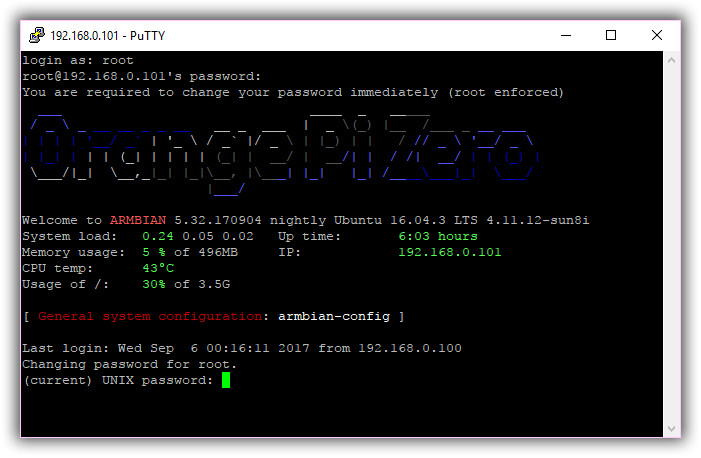 192.168.0.101 - PuTTY
login as: root
root@192.168.0.101's password:
You are required to change your password immediately (root enforced)
Orange Pi Zero
Welcome to ARMBIAN 5.32.170904 nightly Ubuntu 16.04.3 LTS 4.11.12-sun8i
System load: 0.24 0.05 0.02 Up time: 6:03 hours
Memory usage: 5 % of 496MB IP: 192.168.0.101
CPU temp: 43°C
Usage of /: 30% of 3.5G
[ General system configuration: armbian-config ]
Last login: Wed Sep 6 00:16:11 2017 from 192.168.0.100
Changing password for root.
(current) UNIX password: